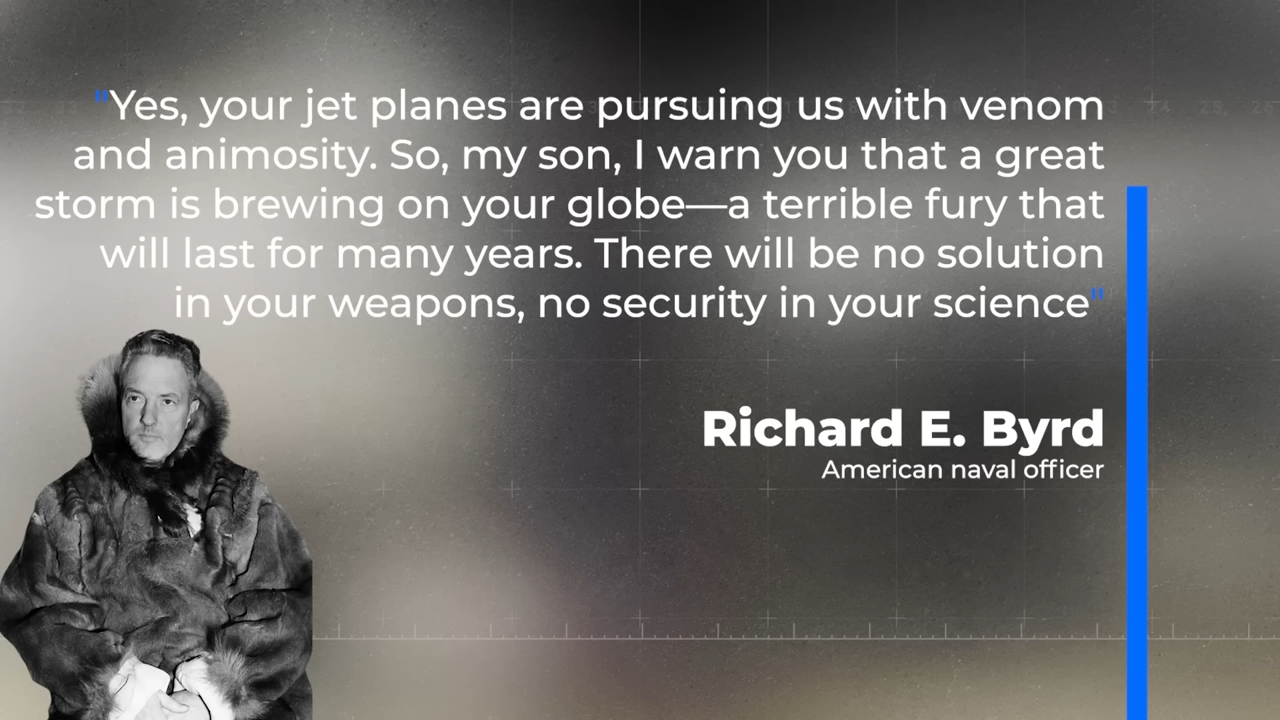 "Yes, your jet planes are pursuing us with venom
and animosity. So, my son, I warn you that a great
storm is brewing on your globe—a terrible fury that
will last for many years. There will be no solution
in your weapons, no security in your science"
Richard E. Byrd
American naval officer